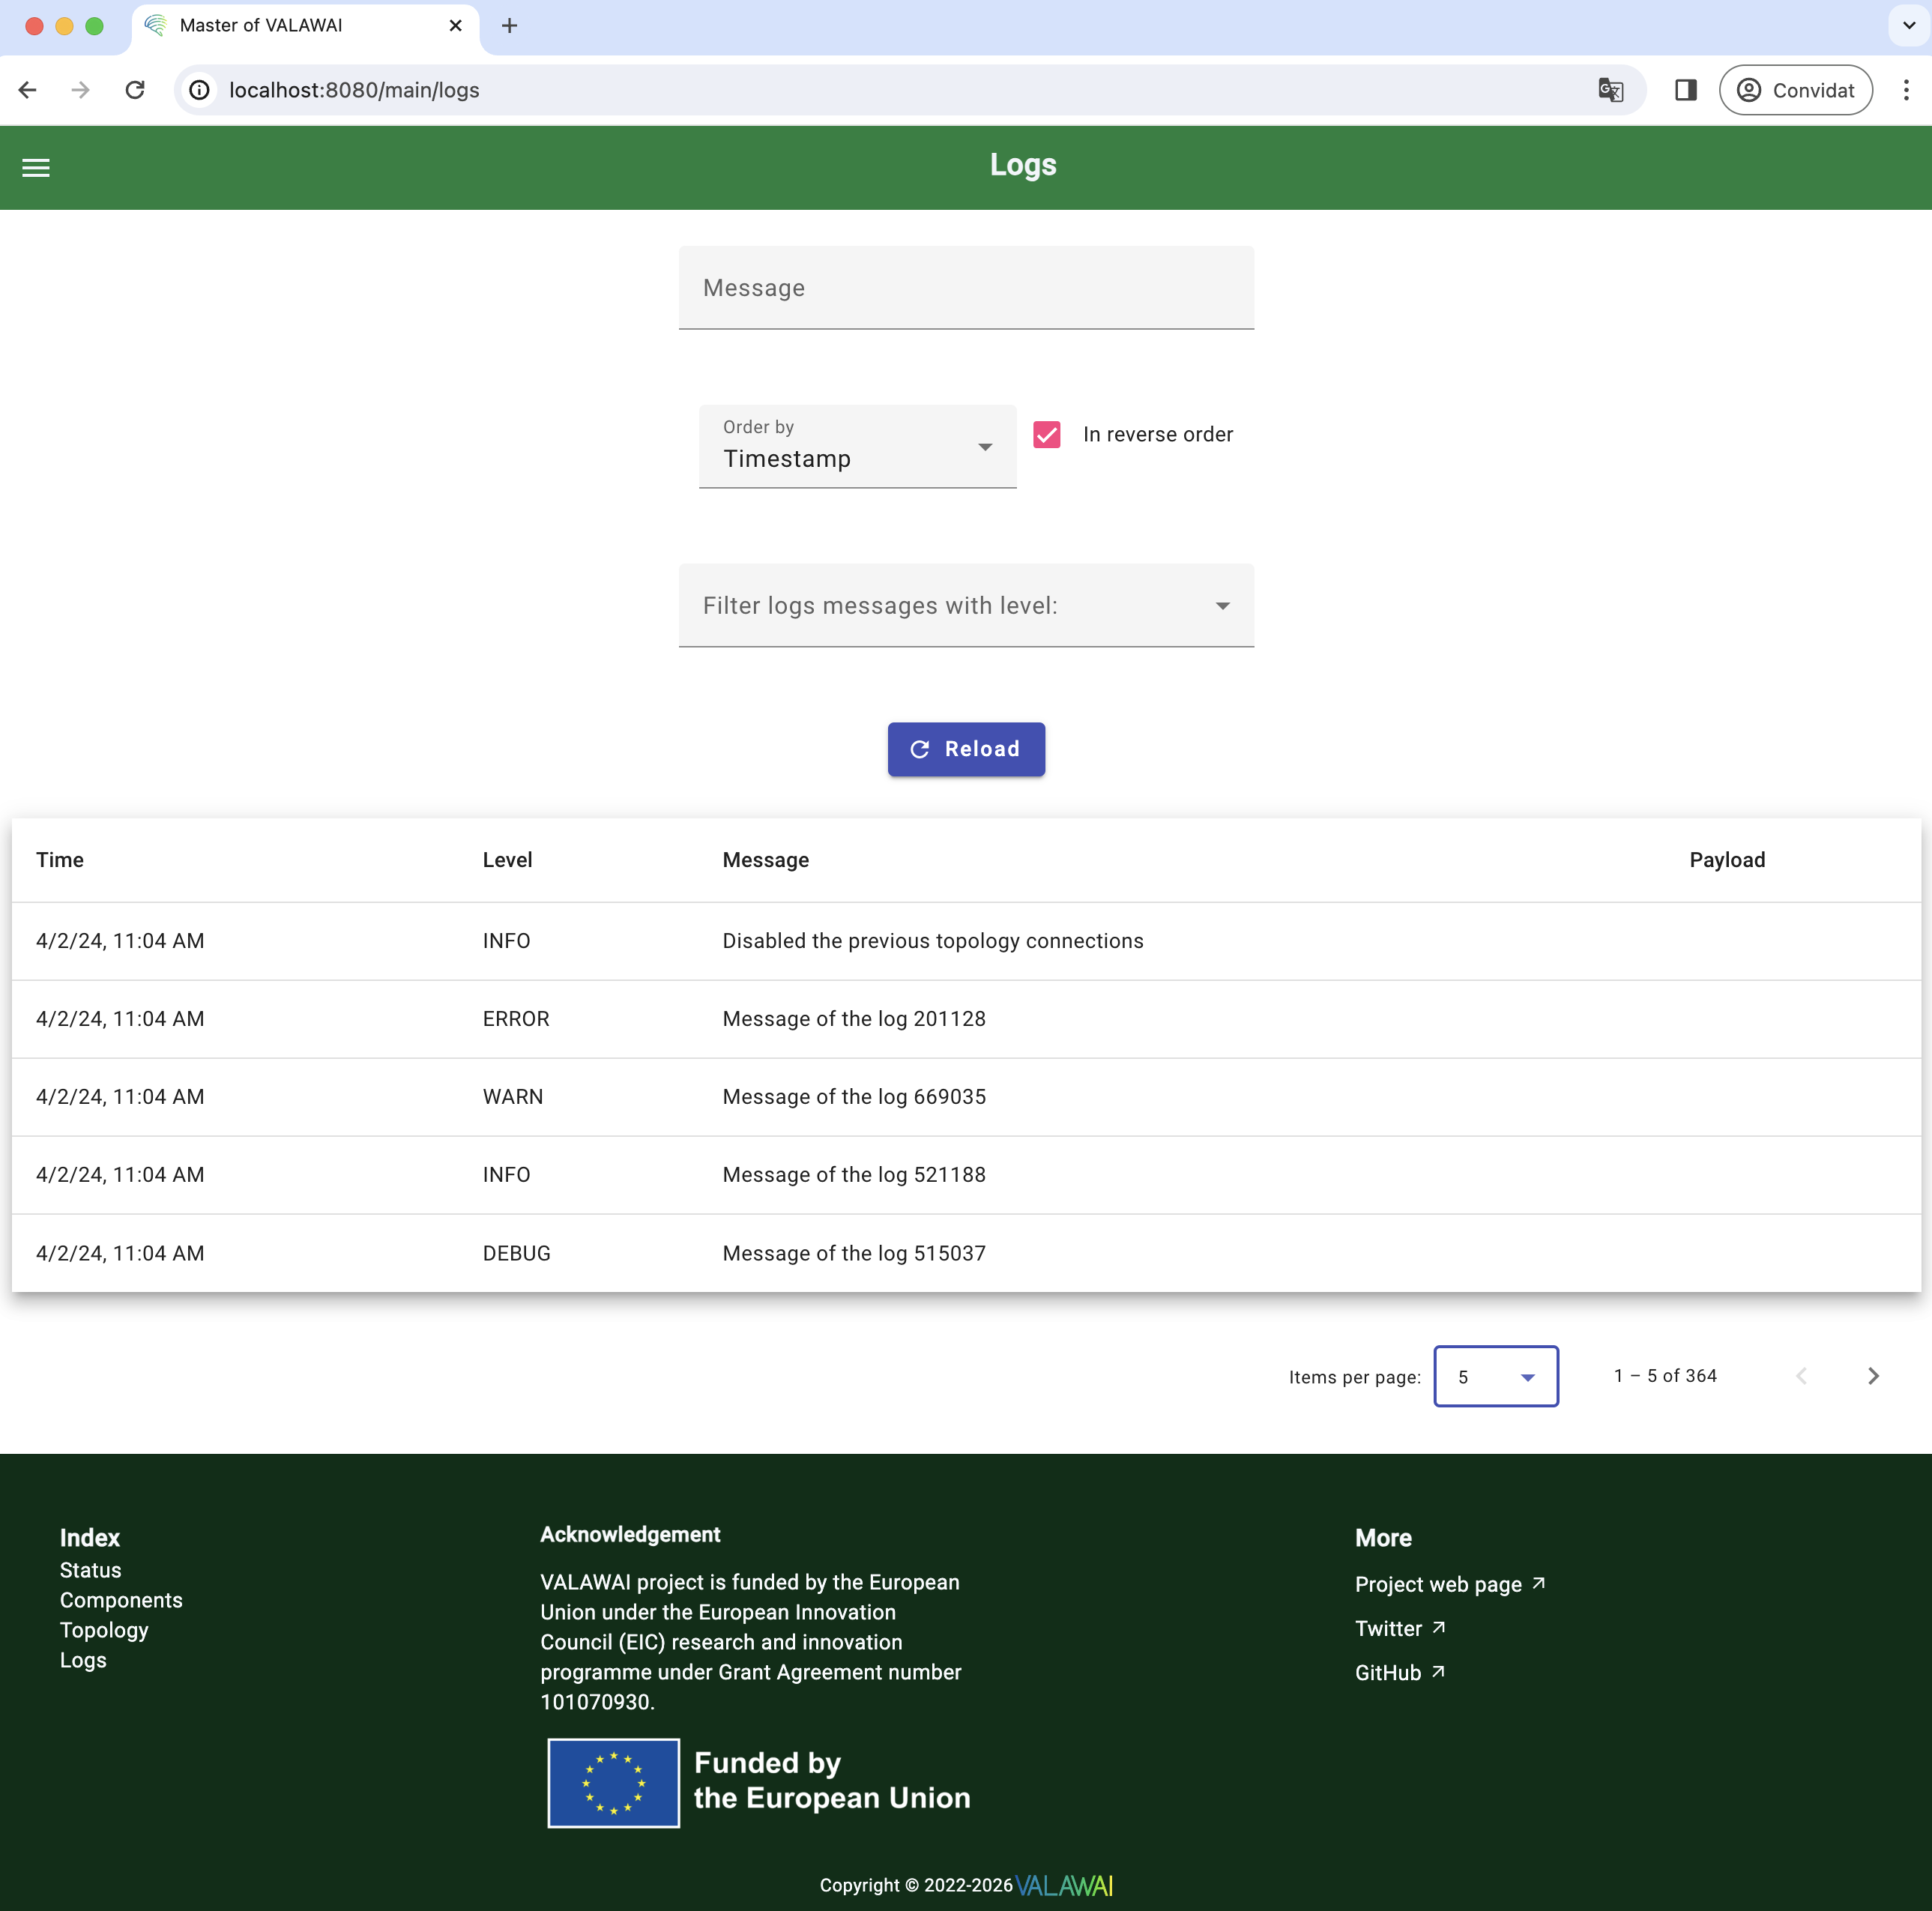 Master of VALAWAI
localhost:8080/main/logs
Convidat
Logs
Message
Order by
Timestamp
In reverse order
Filter logs messages with level:
Reload
Time Level Message Payload
4/2/24, 11:04 AM INFO Disabled the previous topology connections
4/2/24, 11:04 AM ERROR Message of the log 201128
4/2/24, 11:04 AM WARN Message of the log 669035
4/2/24, 11:04 AM INFO Message of the log 521188
4/2/24, 11:04 AM DEBUG Message of the log 515037
Items per page: 5 1 – 5 of 364
Index
Status
Components
Topology
Logs
Acknowledgement
VALAWAI project is funded by the European
Union under the European Innovation
Council (EIC) research and innovation
programme under Grant Agreement number
101070930.
Funded by
the European Union
More
Project web page
Twitter
GitHub
Copyright © 2022-2026 VALAWAI